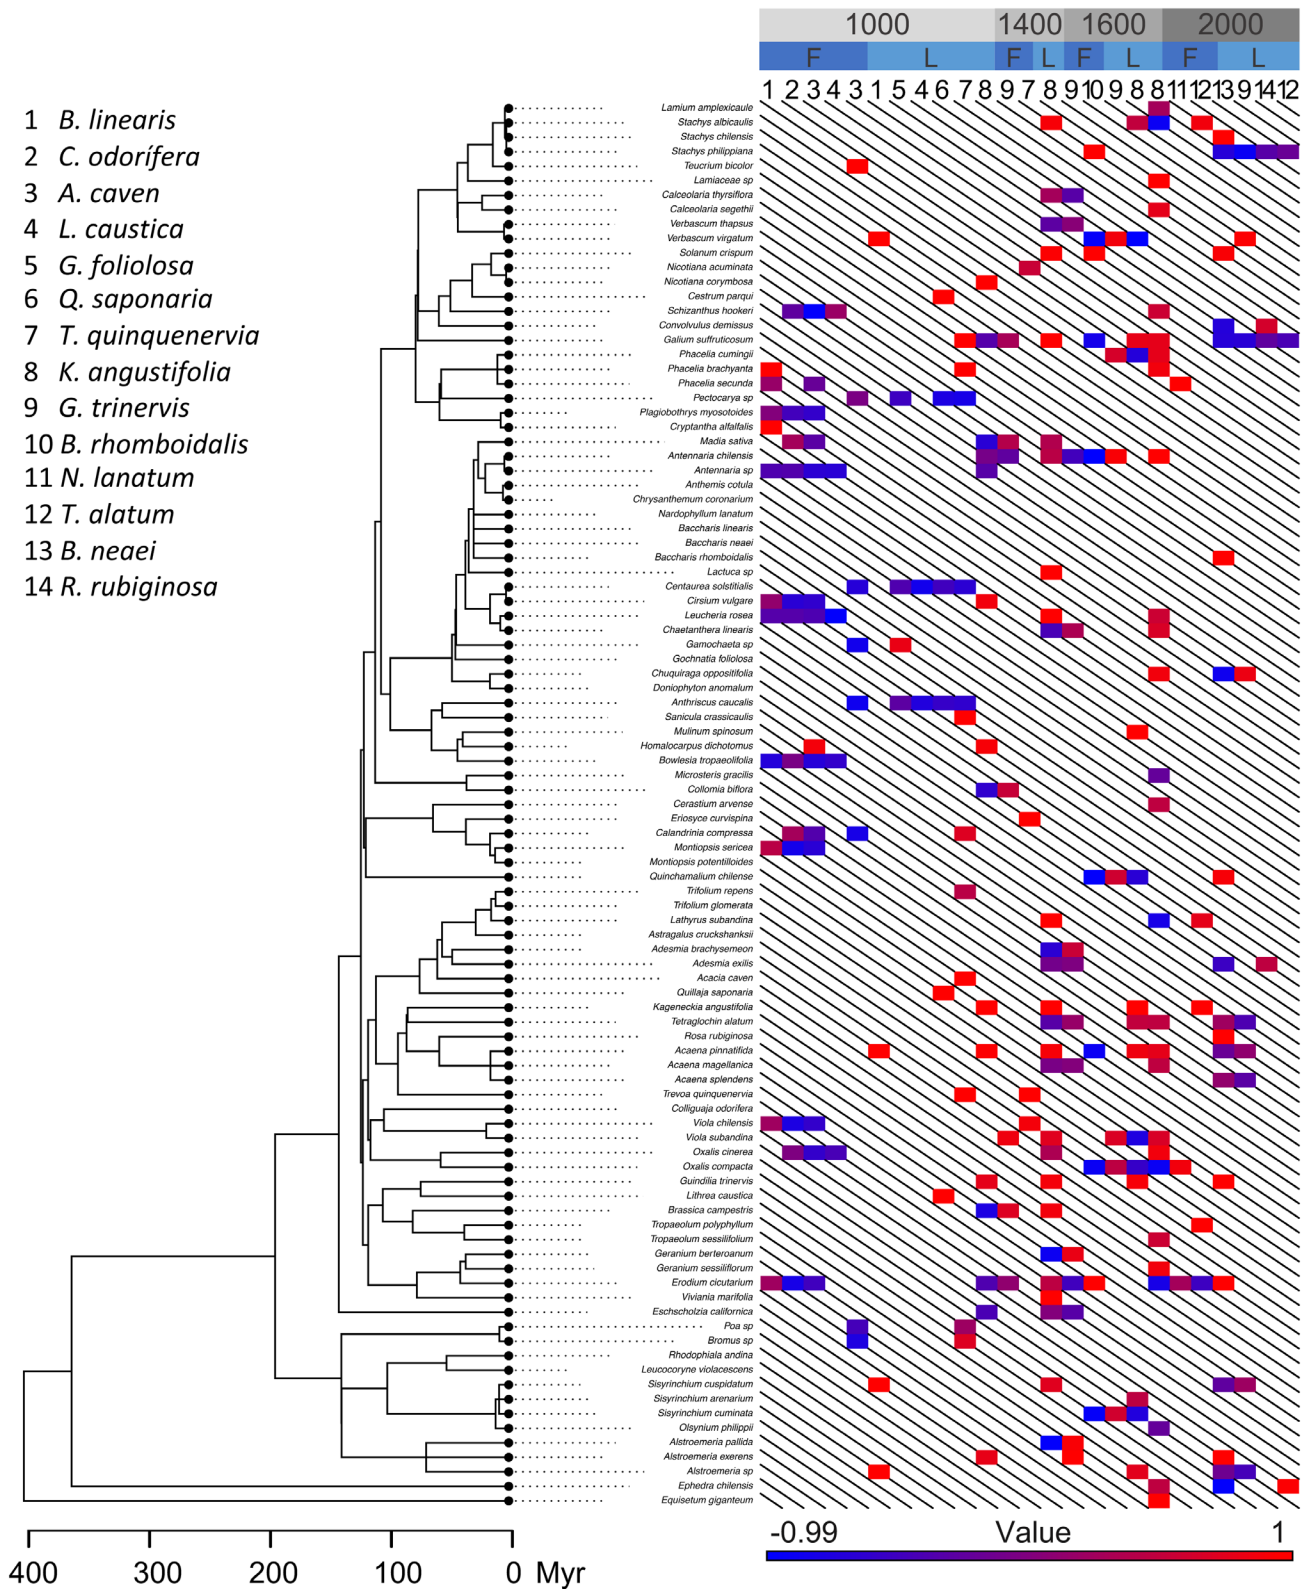 1000 1400 1600 2000
F L F L F L F L
1 2 3 4 3 1 5 4 6 7 8 9 7 8 9 10 9 8 8 11 12 13 9 14 12
1 B. linearis
2 C. odorífera
3 A. caven
4 L. caustica
5 G. foliolosa
6 Q. saponaria
7 T. quinquenervia
8 K. angustifolia
9 G. trinervis
10 B. rhomboidalis
11 N. lanatum
12 T. alatum
13 B. neaei
14 R. rubiginosa
Lamium amplexicaule
Stachys albicaulis
Stachys chilensis
Stachys philippiana
Teucrium bicolor
Lamiaceae sp
Calceolaria thyrsiflora
Calceolaria segethii
Verbascum thapsus
Verbascum virgatum
Solanum crispum
Nicotiana acuminata
Nicotiana corymbosa
Cestrum parqui
Schizanthus hookeri
Convolvulus demissus
Galium suffruticosum
Phacelia cumingii
Phacelia brachyanta
Phacelia secunda
Pectocarya sp
Plagiobothrys myosotoides
Cryptantha alfalfalis
Madia sativa
Antennaria chilensis
Antennaria sp
Anthemis cotula
Chrysanthemum coronarium
Nardophyllum lanatum
Baccharis linearis
Baccharis neaei
Baccharis rhomboidalis
Lactuca sp
Centaurea solstitialis
Cirsium vulgare
Leucheria rosea
Chaetanthera linearis
Gamochaeta sp
Gochnatia foliolosa
Chuquiraga oppositifolia
Doniophyton anomalum
Anthriscus caucalis
Sanicula crassicaulis
Mulinum spinosum
Homalocarpus dichotomus
Bowlesia tropaeolifolia
Microsteris gracilis
Collomia biflora
Cerastium arvense
Eriosyce curvispina
Calandrinia compressa
Montiopsis sericea
Montiopsis potentilloides
Quinchamalium chilense
Trifolium repens
Trifolium glomerata
Lathyrus subandina
Astragalus cruckshanksii
Adesmia brachysemeon
Adesmia exilis
Acacia caven
Quillaja saponaria
Kageneckia angustifolia
Tetraglochin alatum
Rosa rubiginosa
Acaena pinnatifida
Acaena magellanica
Acaena splendens
Trevoa quinquenervia
Colliguaja odorifera
Viola chilensis
Viola subandina
Oxalis cinerea
Oxalis compacta
Guindilia trinervis
Lithrea caustica
Brassica campestris
Tropaeolum polyphyllum
Tropaeolum sessilifolium
Geranium berteroanum
Geranium sessiliflorum
Erodium cicutarium
Viviania marifolia
Eschscholzia californica
Poa sp
Bromus sp
Rhodophiala andina
Leucocoryne violacescens
Sisyrinchium cuspidatum
Sisyrinchium arenarium
Sisyrinchium cuminata
Olsynium philippii
Alstroemeria pallida
Alstroemeria exerens
Alstroemeria sp
Ephedra chilensis
Equisetum giganteum
400 300 200 100 0 Myr
-0.99 Value 1